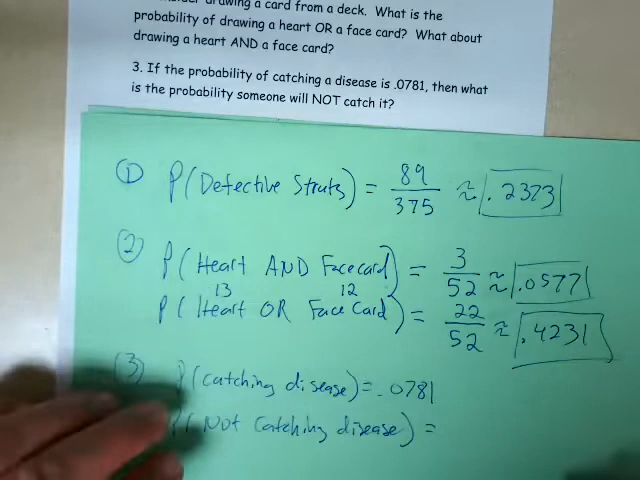 drawing a card from a deck. What is the
probability of drawing a heart OR a face card? What about
drawing a heart AND a face card?
3. If the probability of catching a disease is .0781, then what
is the probability someone will NOT catch it?
① P(Defective Struts) = 89/375 ≈ .2373
② P(Heart AND Facecard) = 3/52 ≈ .0577
13 12
P(Heart OR Face Card) = 22/52 ≈ .4231
(3) P(catching disease) = .0781
P(Not Catching disease) =